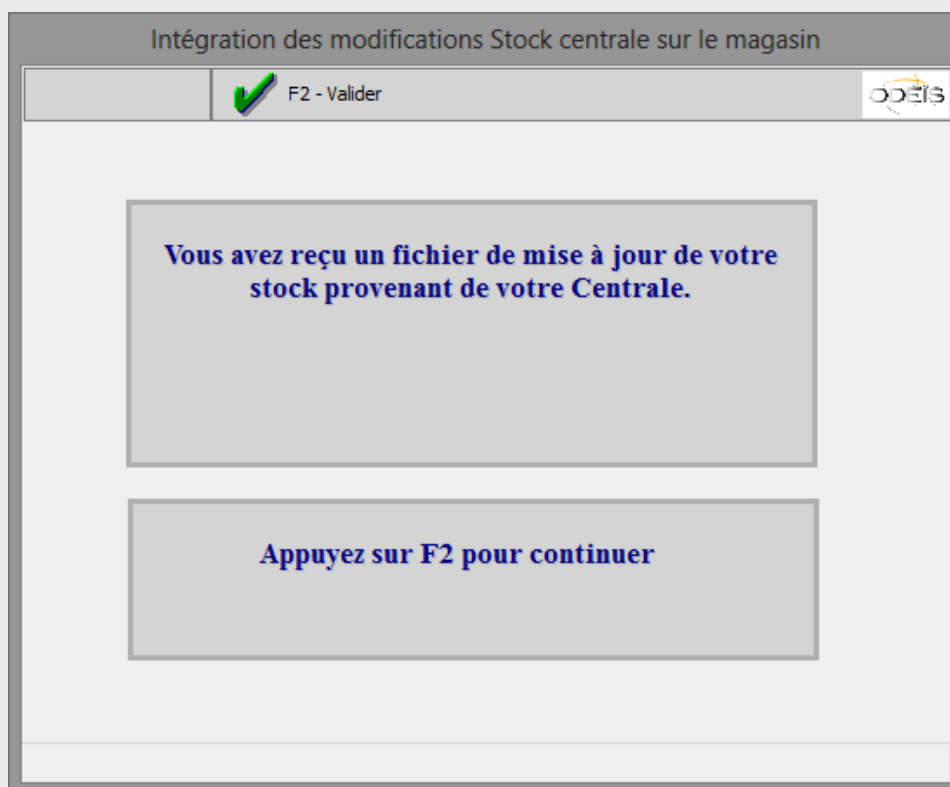 Intégration des modifications Stock centrale sur le magasin
F2 - Valider
ODEIS
Vous avez reçu un fichier de mise à jour de votre
stock provenant de votre Centrale.
Appuyez sur F2 pour continuer